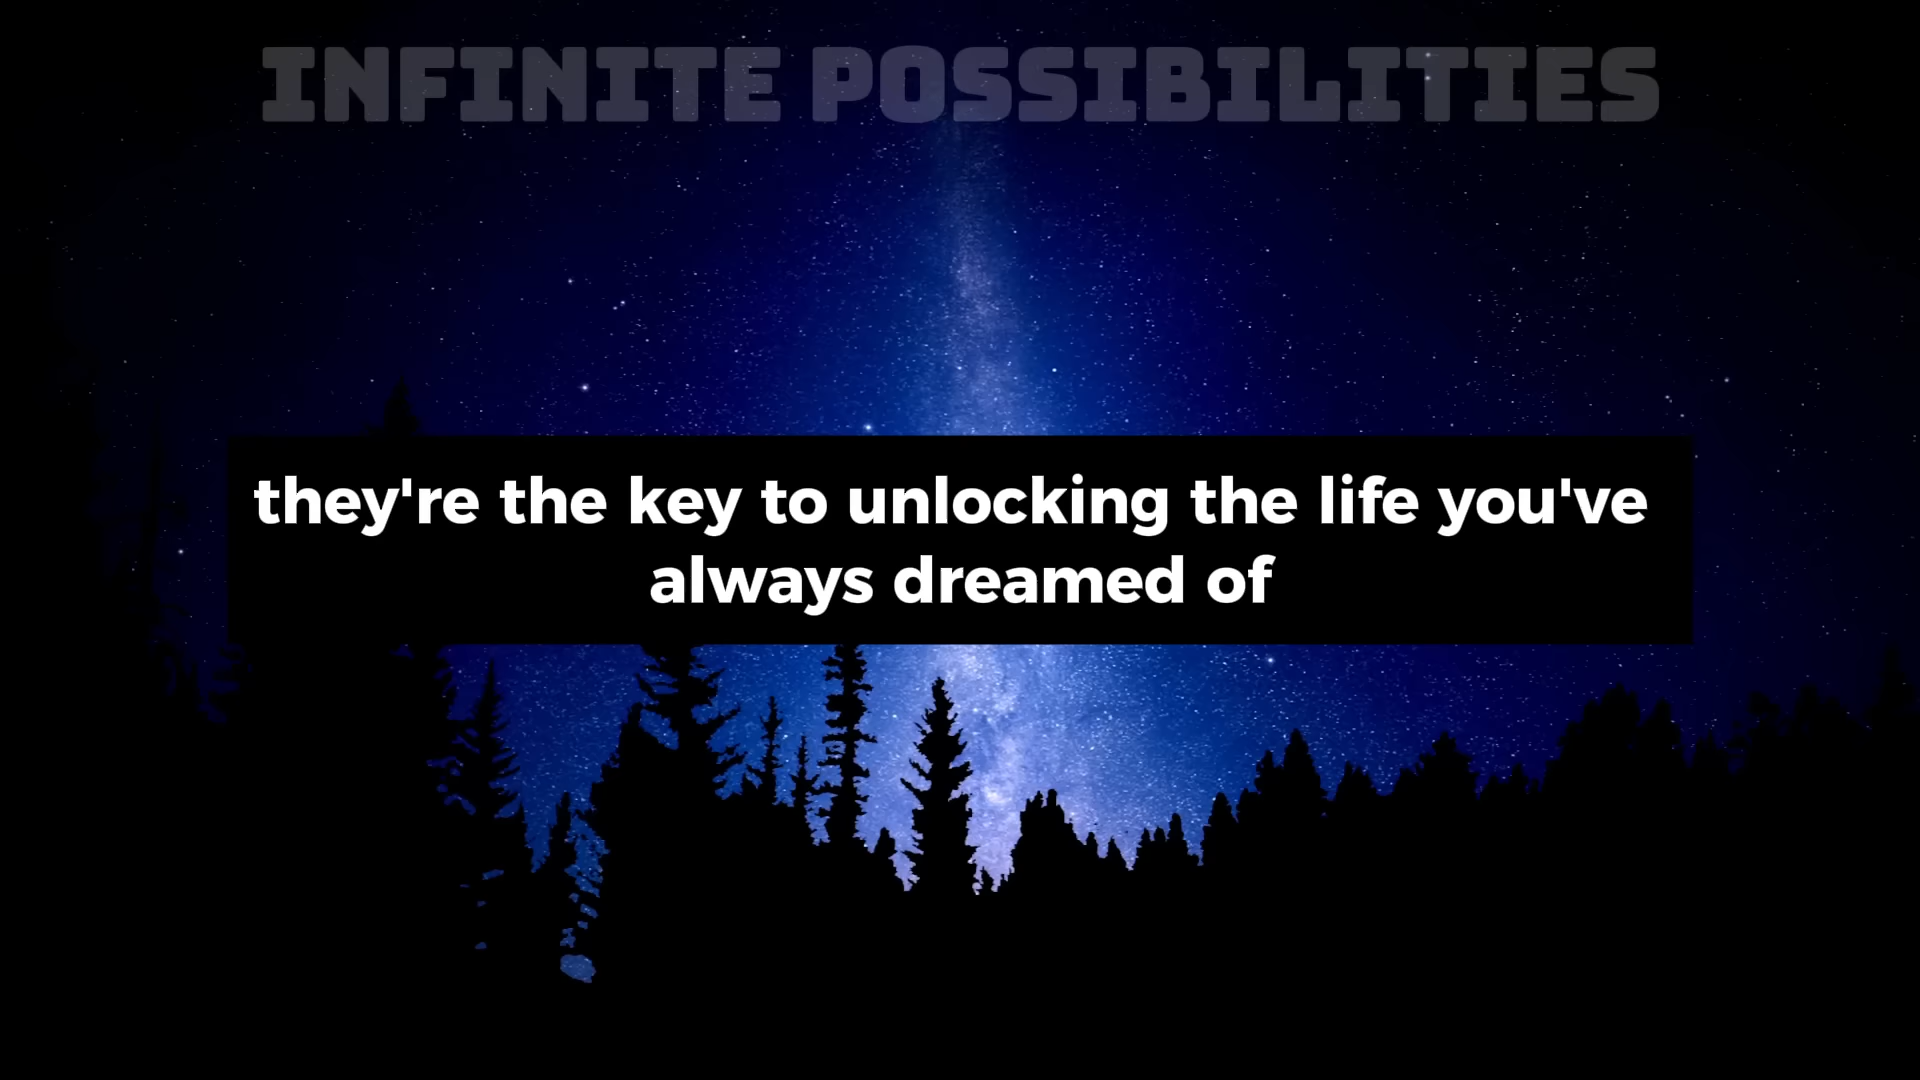 INFINITE POSSIBILITIES
they're the key to unlocking the life you've
always dreamed of